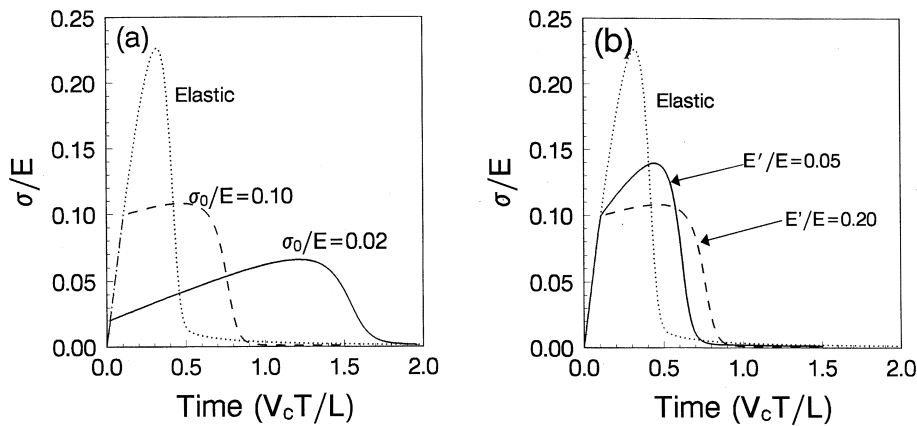 (a)
0.25
0.20
0.15
0.10
0.05
0.00
σ/E
Elastic
σ₀/E=0.10
σ₀/E=0.02
0.0 0.5 1.0 1.5 2.0
Time (VcT/L)
(b)
0.25
0.20
0.15
0.10
0.05
0.00
σ/E
Elastic
E′/E=0.05
E′/E=0.20
0.0 0.5 1.0 1.5 2.0
Time (VcT/L)